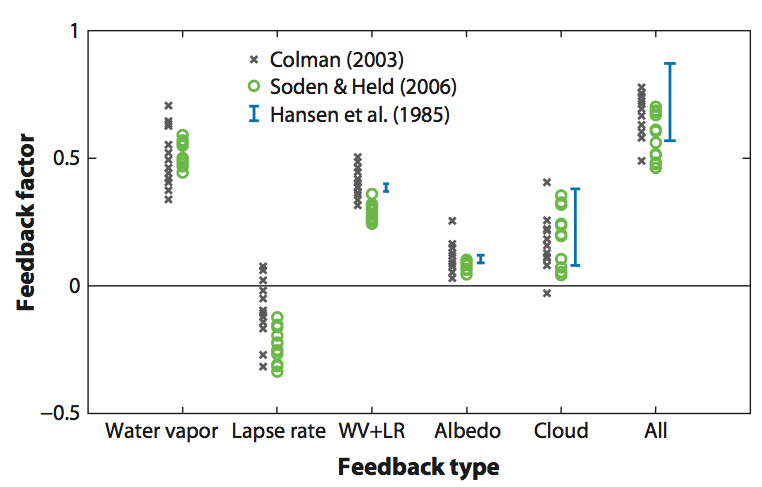 1
Colman (2003)
Soden & Held (2006)
Hansen et al. (1985)
0.5
0
−0.5
Feedback factor
Water vapor Lapse rate WV+LR Albedo Cloud All
Feedback type